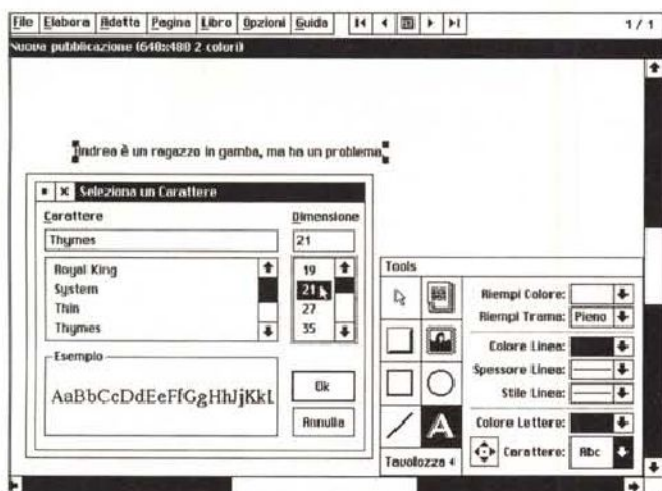 File Elabora Adatta Pagina Libro Opzioni Guida 1 / 1
Nuova pubblicazione (640x480 2 colori)
Andrea è un ragazzo in gamba, ma ha un problema,
Seleziona un Carattere
Carattere Dimensione
Thymes 21
Royal King 19
System 21
Thin 27
Thymes 35
Esempio
AaBbCcDdEeFfGgHhJjKkL
Ok
Annulla
Tools
Riempi Colore:
Riempi Trama: Pieno
Colore Linea:
Spessore Linea:
Stile Linea:
Colore Lettere:
Carattere: Abc
A
Tavolozza